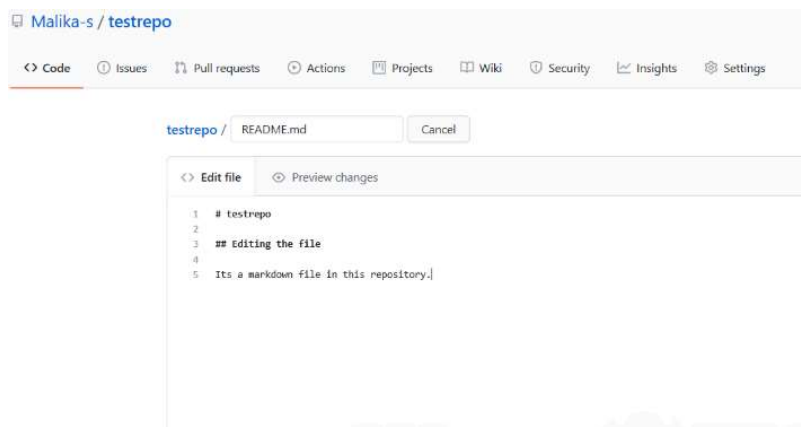 Malika-s / testrepo
<> Code Issues Pull requests Actions Projects Wiki Security Insights Settings
testrepo / README.md Cancel
<> Edit file Preview changes
1 # testrepo
2
3 ## Editing the file
4
5 Its a markdown file in this repository.